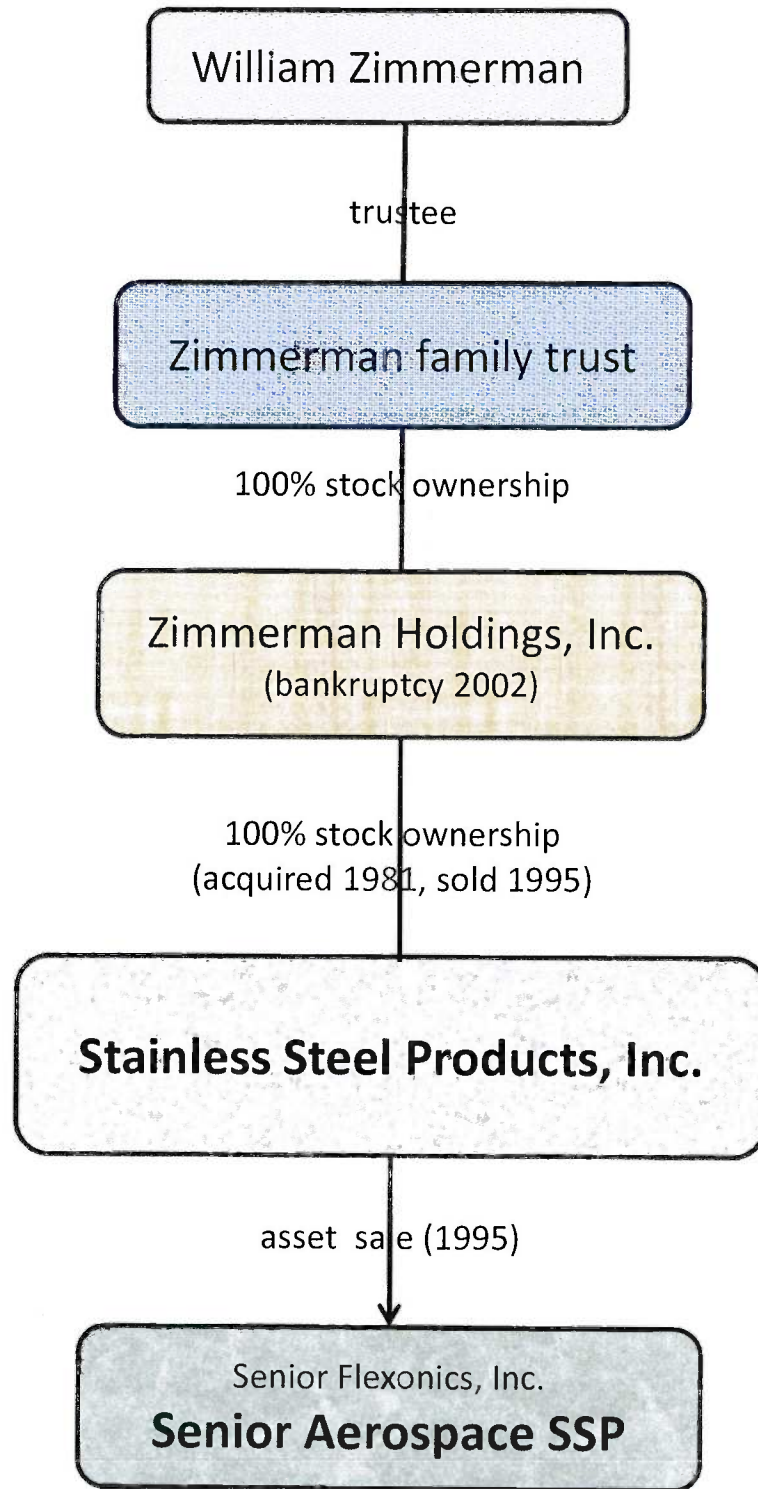 William Zimmerman
trustee
Zimmerman family trust
100% stock ownership
Zimmerman Holdings, Inc.
(bankruptcy 2002)
100% stock ownership
(acquired 1981, sold 1995)
Stainless Steel Products, Inc.
asset sale (1995)
Senior Flexonics, Inc.
Senior Aerospace SSP